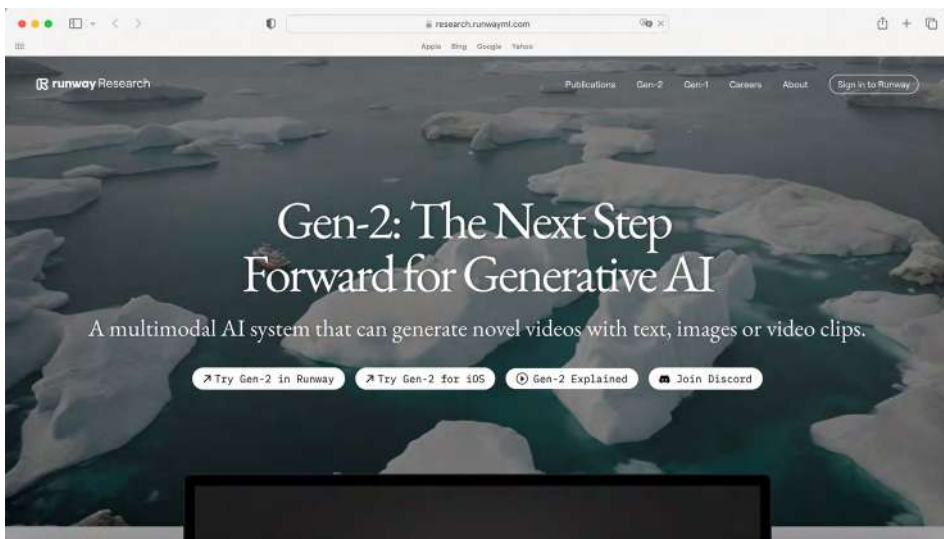 research.runwayml.com
Apple Bing Google Yahoo
runway Research
Publications Gen-2 Gen-1 Careers About Sign in to Runway
Gen-2: The Next Step
Forward for Generative AI
A multimodal AI system that can generate novel videos with text, images or video clips.
Try Gen-2 in Runway Try Gen-2 for iOS Gen-2 Explained Join Discord